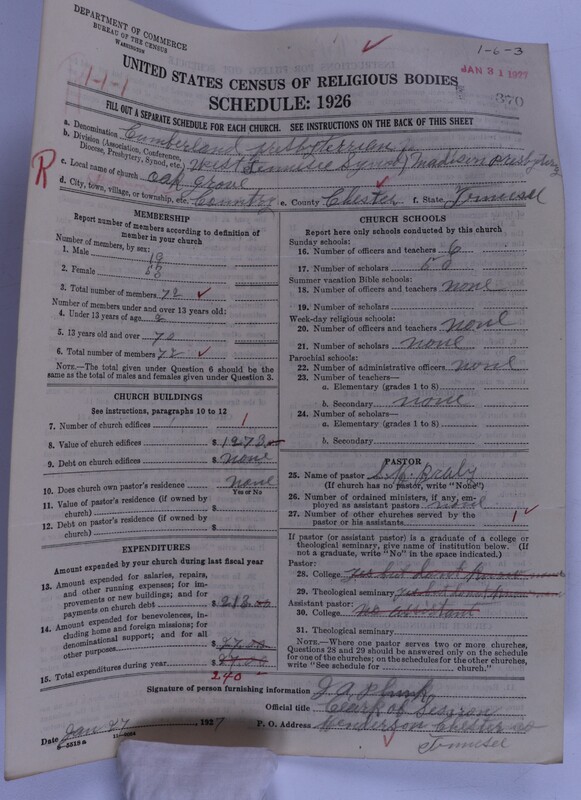 DEPARTMENT OF COMMERCE
BUREAU OF THE CENSUS
WASHINGTON
1-6-3
JAN 31 1927
1-1-1
370
UNITED STATES CENSUS OF RELIGIOUS BODIES
SCHEDULE: 1926
FILL OUT A SEPARATE SCHEDULE FOR EACH CHURCH. SEE INSTRUCTIONS ON THE BACK OF THIS SHEET
a. Denomination Cumberland presbyterrian
b. Division (Association, Conference, Diocese, Presbytery, Synod, etc.) West Tennessee Synod Madison
R
c. Local name of church Oak Grove
d. City, town, village, or township, etc. Country e. County Chester f. State,
MEMBERSHIP
Report number of members according to definition of member in your church
Number of members, by sex:
1. Male 19
2. Female 53
3. Total number of members 72
Number of members under and over 13 years old:
4. Under 13 years of age 2
5. 13 years old and over 70
6. Total number of members 72
NOTE.—The total given under Question 6 should be the same as the total of males and females given under Question 3.
CHURCH BUILDINGS
See instructions, paragraphs 10 to 12
7. Number of church edifices 1
8. Value of church edifices $ 1273.00
9. Debt on church edifices $ none
10. Does church own pastor's residence? none
Yes or No
11. Value of pastor's residence (if owned by church) $
12. Debt on pastor's residence (if owned by church) $
EXPENDITURES
Amount expended by your church during last fiscal year
13. Amount expended for salaries, repairs, and other running expenses; for improvements or new buildings; and for payments on church debt $ 213.00
14. Amount expended for benevolences, including home and foreign missions; for denominational support; and for all other purposes $ 27.00
15. Total expenditures during year $
240
CHURCH SCHOOLS
Report here only schools conducted by this church
Sunday schools:
16. Number of officers and teachers 6
17. Number of scholars 50
Summer vacation Bible schools:
18. Number of officers and teachers none
19. Number of scholars
Week-day religious schools:
20. Number of officers and teachers none
21. Number of scholars none
Parochial schools:
22. Number of administrative officers none
23. Number of teachers—
a. Elementary (grades 1 to 8)
b. Secondary none
24. Number of scholars—
a. Elementary (grades 1 to 8)
b. Secondary
PASTOR
25. Name of pastor
(If church has no pastor, write "None")
26. Number of ordained ministers, if any, employed as assistant pastors none
27. Number of other churches served by the pastor or his assistants 1
If pastor (or assistant pastor) is a graduate of a college or theological seminary, give name of institution below. (If not a graduate, write "No" in the space indicated.)
Pastor:
28. College yes but dont know name
29. Theological seminary yes but dont know name
Assistant pastor:
30. College no assistant
31. Theological seminary
NOTE.—Where one pastor serves two or more churches, Questions 28 and 29 should be answered only on the schedule for one of the churches; on the schedules for the other churches, write "See schedule for church."
Signature of person furnishing information J. A. Plunk
Official title Clerk of Session
Date Jan 27, 1927 P. O. Address Henderson Chester co
8—5518a 11—9084